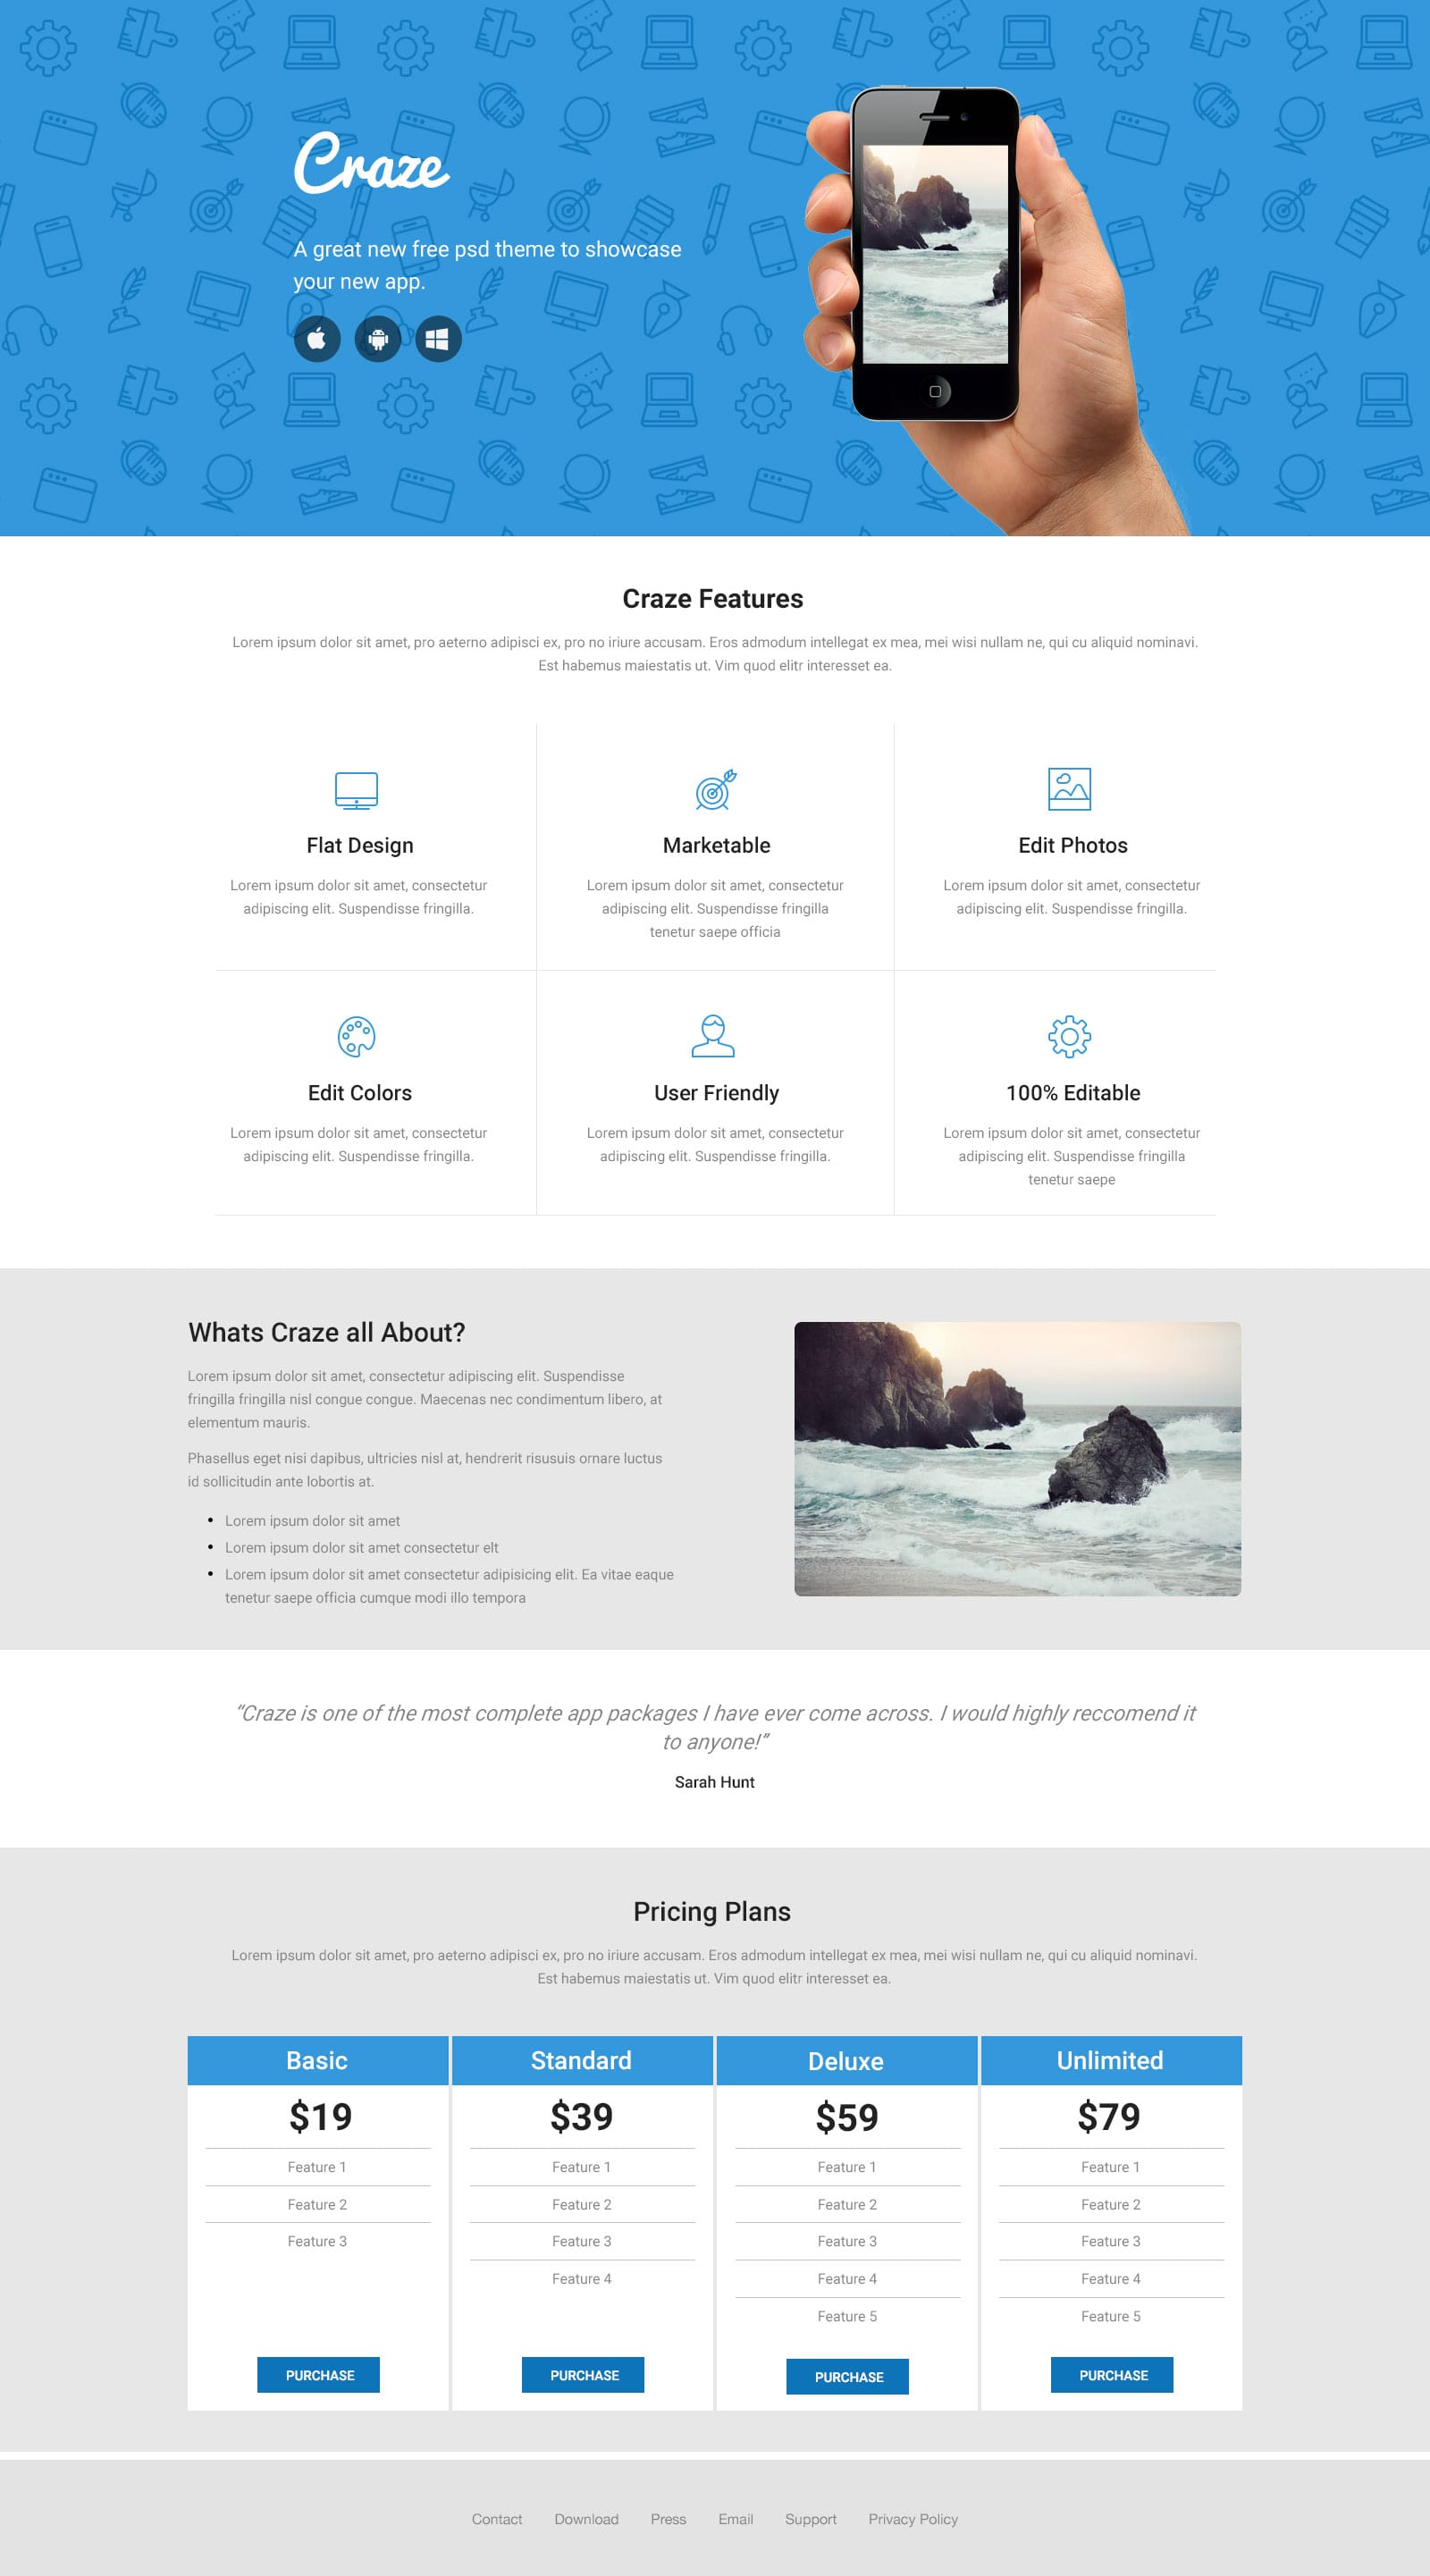 Craze
A great new free psd theme to showcase
your new app.
Craze Features
Lorem ipsum dolor sit amet, pro aeterno adipisci ex, pro no iriure accusam. Eros admodum intellegat ex mea, mei wisi nullam ne, qui cu aliquid nominavi.
Est habemus maiestatis ut. Vim quod elitr interesset ea.
Flat Design
Lorem ipsum dolor sit amet, consectetur
adipiscing elit. Suspendisse fringilla.
Marketable
Lorem ipsum dolor sit amet, consectetur
adipiscing elit. Suspendisse fringilla
tenetur saepe officia
Edit Photos
Lorem ipsum dolor sit amet, consectetur
adipiscing elit. Suspendisse fringilla.
Edit Colors
Lorem ipsum dolor sit amet, consectetur
adipiscing elit. Suspendisse fringilla.
User Friendly
Lorem ipsum dolor sit amet, consectetur
adipiscing elit. Suspendisse fringilla.
100% Editable
Lorem ipsum dolor sit amet, consectetur
adipiscing elit. Suspendisse fringilla
tenetur saepe
Whats Craze all About?
Lorem ipsum dolor sit amet, consectetur adipiscing elit. Suspendisse
fringilla fringilla nisl congue congue. Maecenas nec condimentum libero, at
elementum mauris.
Phasellus eget nisi dapibus, ultricies nisl at, hendrerit risusuis ornare luctus
id sollicitudin ante lobortis at.
• Lorem ipsum dolor sit amet
• Lorem ipsum dolor sit amet consectetur elt
• Lorem ipsum dolor sit amet consectetur adipisicing elit. Ea vitae eaque
tenetur saepe officia cumque modi illo tempora
“Craze is one of the most complete app packages I have ever come across. I would highly reccomend it
to anyone!”
Sarah Hunt
Pricing Plans
Lorem ipsum dolor sit amet, pro aeterno adipisci ex, pro no iriure accusam. Eros admodum intellegat ex mea, mei wisi nullam ne, qui cu aliquid nominavi.
Est habemus maiestatis ut. Vim quod elitr interesset ea.
Basic
$19
Feature 1
Feature 2
Feature 3
PURCHASE
Standard
$39
Feature 1
Feature 2
Feature 3
Feature 4
PURCHASE
Deluxe
$59
Feature 1
Feature 2
Feature 3
Feature 4
Feature 5
PURCHASE
Unlimited
$79
Feature 1
Feature 2
Feature 3
Feature 4
Feature 5
PURCHASE
Contact Download Press Email Support Privacy Policy